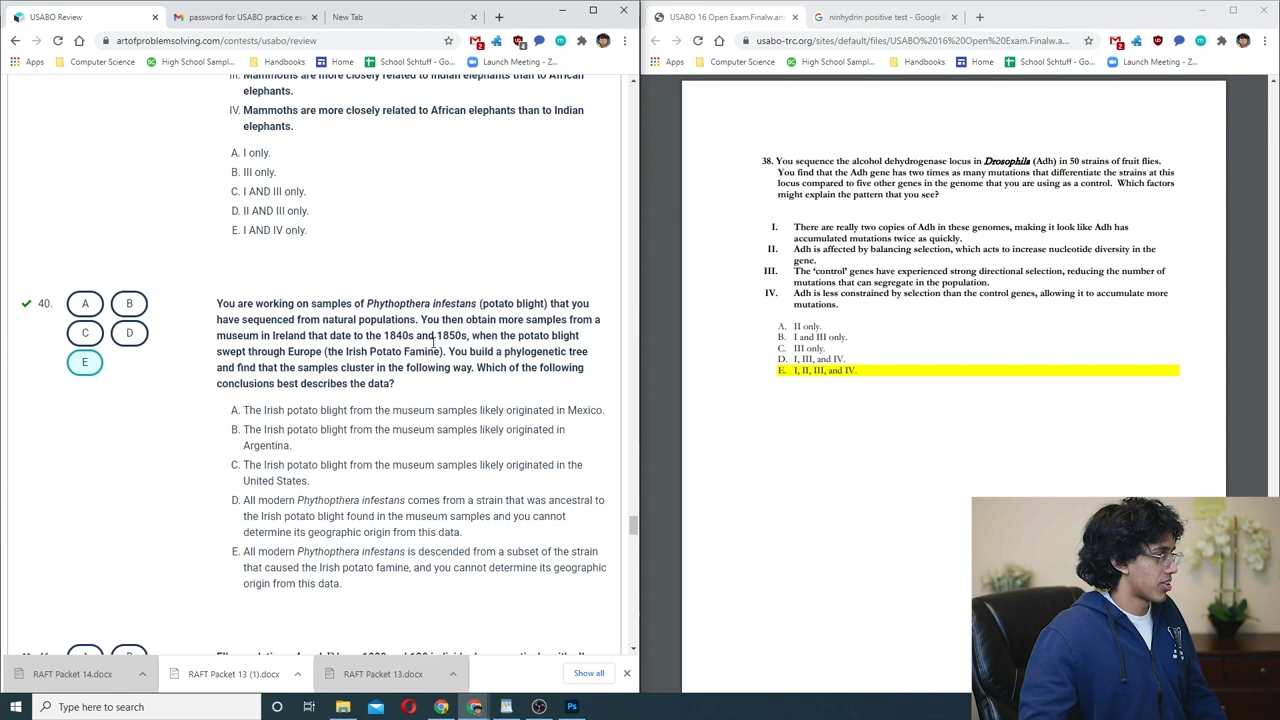 USABO Review
password for USABO practice ex
New Tab
artofproblemsolving.com/contests/usabo/review
Apps
Computer Science
High School Sampl...
Handbooks
Home
School Schtuff - Go...
Launch Meeting - Z...
III. Mammoths are more closely related to Indian elephants than to African
elephants.
IV. Mammoths are more closely related to African elephants than to Indian
elephants.
A. I only.
B. III only.
C. I AND III only.
D. II AND III only.
E. I AND IV only.
40.
A
B
C
D
E
You are working on samples of Phythopthera infestans (potato blight) that you
have sequenced from natural populations. You then obtain more samples from a
museum in Ireland that date to the 1840s and 1850s, when the potato blight
swept through Europe (the Irish Potato Famine). You build a phylogenetic tree
and find that the samples cluster in the following way. Which of the following
conclusions best describes the data?
A. The Irish potato blight from the museum samples likely originated in Mexico.
B. The Irish potato blight from the museum samples likely originated in
Argentina.
C. The Irish potato blight from the museum samples likely originated in the
United States.
D. All modern Phythopthera infestans comes from a strain that was ancestral to
the Irish potato blight found in the museum samples and you cannot
determine its geographic origin from this data.
E. All modern Phythopthera infestans is descended from a subset of the strain
that caused the Irish potato famine, and you cannot determine its geographic
origin from this data.
RAFT Packet 14.docx
RAFT Packet 13 (1).docx
RAFT Packet 13.docx
Show all
Type here to search
USABO 16 Open Exam.Finalw.an
ninhydrin positive test - Google S
usabo-trc.org/sites/default/files/USABO%2016%20Open%20Exam.Finalw.a...
Apps
Computer Science
High School Sampl...
Handbooks
Home
School Schtuff - Go...
Launch Meeting - Z...
38. You sequence the alcohol dehydrogenase locus in Drosophila (Adh) in 50 strains of fruit flies.
You find that the Adh gene has two times as many mutations that differentiate the strains at this
locus compared to five other genes in the genome that you are using as a control. Which factors
might explain the pattern that you see?
I. There are really two copies of Adh in these genomes, making it look like Adh has
accumulated mutations twice as quickly.
II. Adh is affected by balancing selection, which acts to increase nucleotide diversity in the
gene.
III. The 'control' genes have experienced strong directional selection, reducing the number of
mutations that can segregate in the population.
IV. Adh is less constrained by selection than the control genes, allowing it to accumulate more
mutations.
A. II only.
B. I and III only.
C. III only.
D. I, III, and IV.
E. I, II, III, and IV.